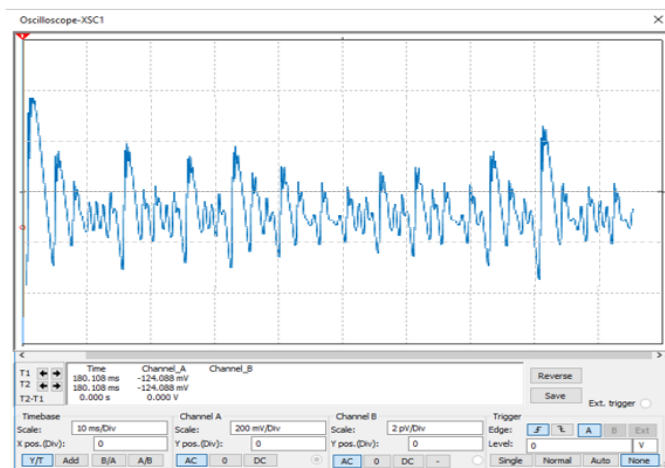 Oscilloscope-XSC1
T1
T2
T2-T1
Time Channel_A Channel_B
180.108 ms -124.088 mV
180.108 ms -124.088 mV
0.000 s 0.000 V
Reverse
Save
Ext. trigger
Timebase
Scale: 10 ms/Div
X pos.(Div): 0
Y/T Add B/A A/B
Channel A
Scale: 200 mV/Div
Y pos.(Div): 0
AC 0 DC
Channel B
Scale: 2 pV/Div
Y pos.(Div): 0
AC 0 DC -
Trigger
Edge: A B Ext
Level: 0 V
Single Normal Auto None